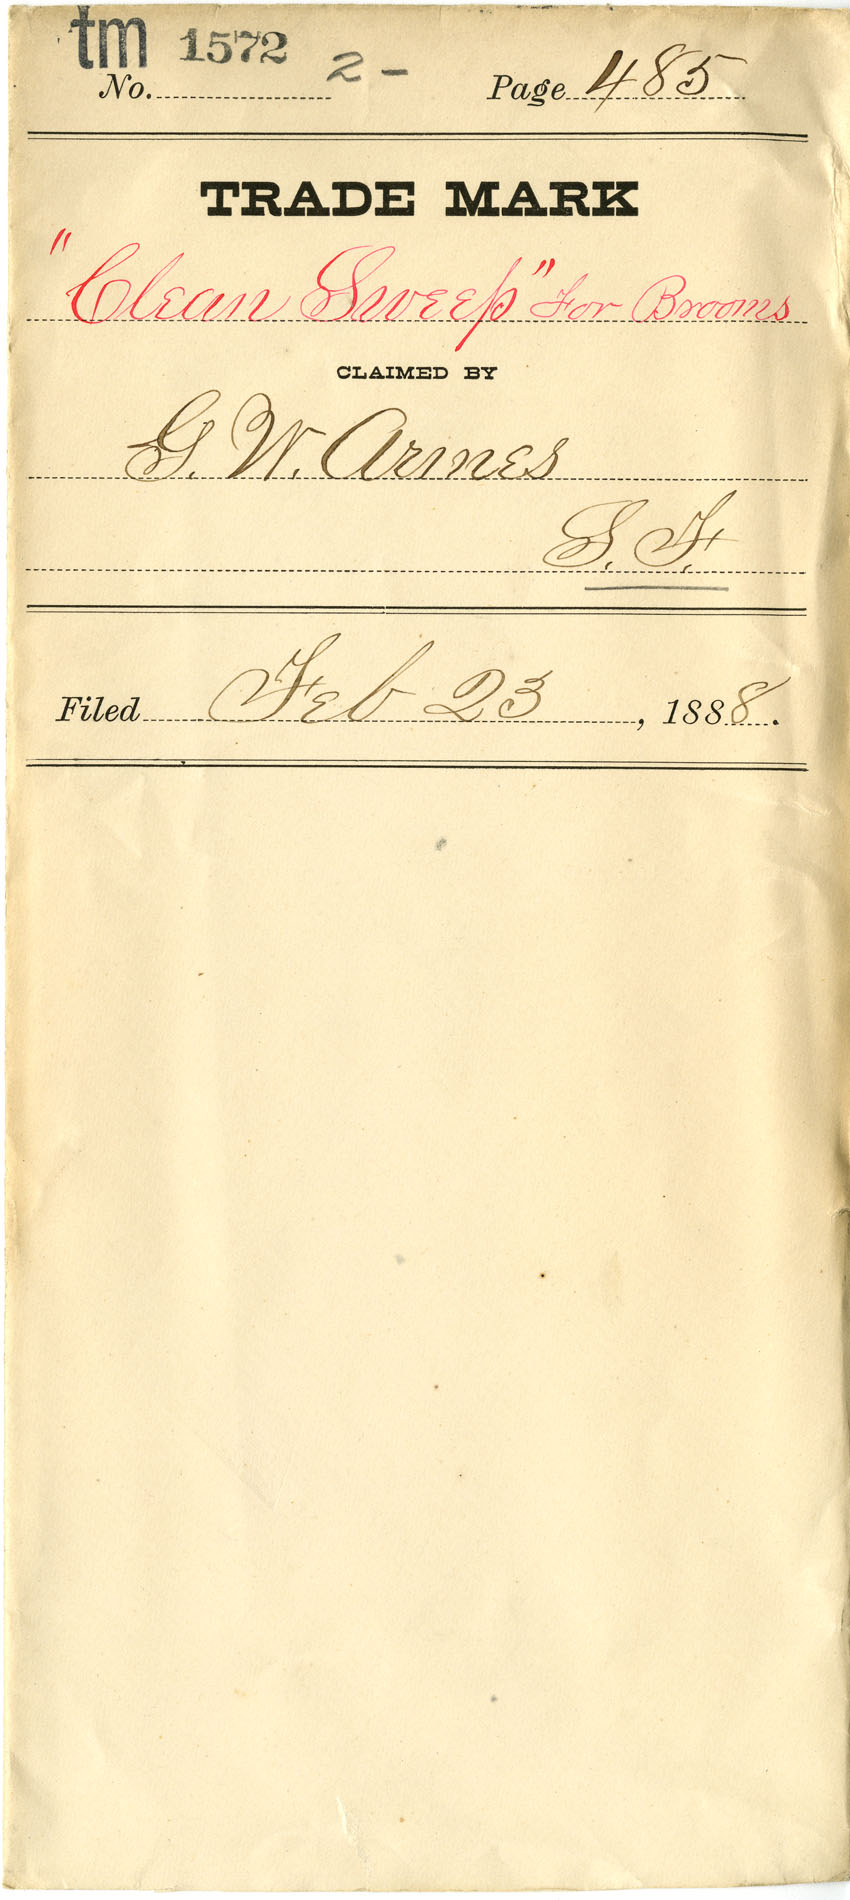 tm 1572 2 -
No. Page 485
TRADE MARK
"Clean Sweep" For Brooms
CLAIMED BY
G. W. Armes
S. F.
Filed Feb 23, 1888.